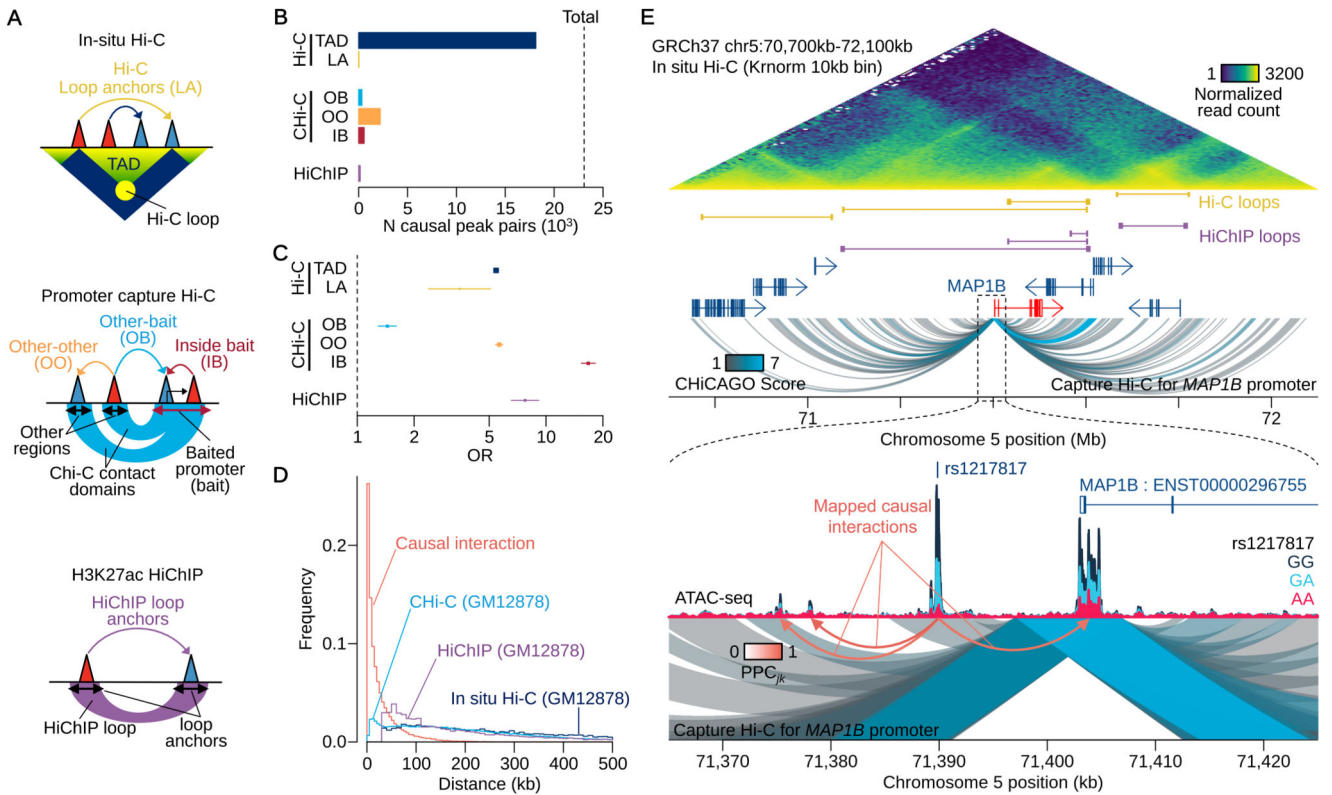 A
In-situ Hi-C
Hi-C
Loop anchors (LA)
TAD
Hi-C loop
Promoter capture Hi-C
Other-bait
(OB)
Other-other
(OO)
Inside bait
(IB)
Other
regions
Chi-C contact
domains
Baited
promoter
(bait)
H3K27ac HiChIP
HiChIP loop
anchors
HiChIP loop
loop
anchors
B
Total
Hi-C
TAD
LA
CHi-C
OB
OO
IB
HiChIP
0 5 10 15 20 25
N causal peak pairs (10³)
C
Hi-C
TAD
LA
CHi-C
OB
OO
IB
HiChIP
1 5 10 20
OR
D
Frequency
0.2
0.1
0.0
Causal interaction
CHi-C (GM12878)
HiChIP (GM12878)
In situ Hi-C (GM12878)
0 100 200 300 400 500
Distance (kb)
E
GRCh37 chr5:70,700kb-72,100kb
In situ Hi-C (Krnorm 10kb bin)
1 3200
Normalized
read count
Hi-C loops
HiChIP loops
MAP1B
1 7
CHiCAGO Score
Capture Hi-C for MAP1B promoter
71 72
Chromosome 5 position (Mb)
rs1217817
MAP1B : ENST00000296755
Mapped causal
interactions
rs1217817
GG
GA
AA
ATAC-seq
0 1
PPCjk
Capture Hi-C for MAP1B promoter
71,370 71,380 71,390 71,400 71,410 71,420
Chromosome 5 position (kb)